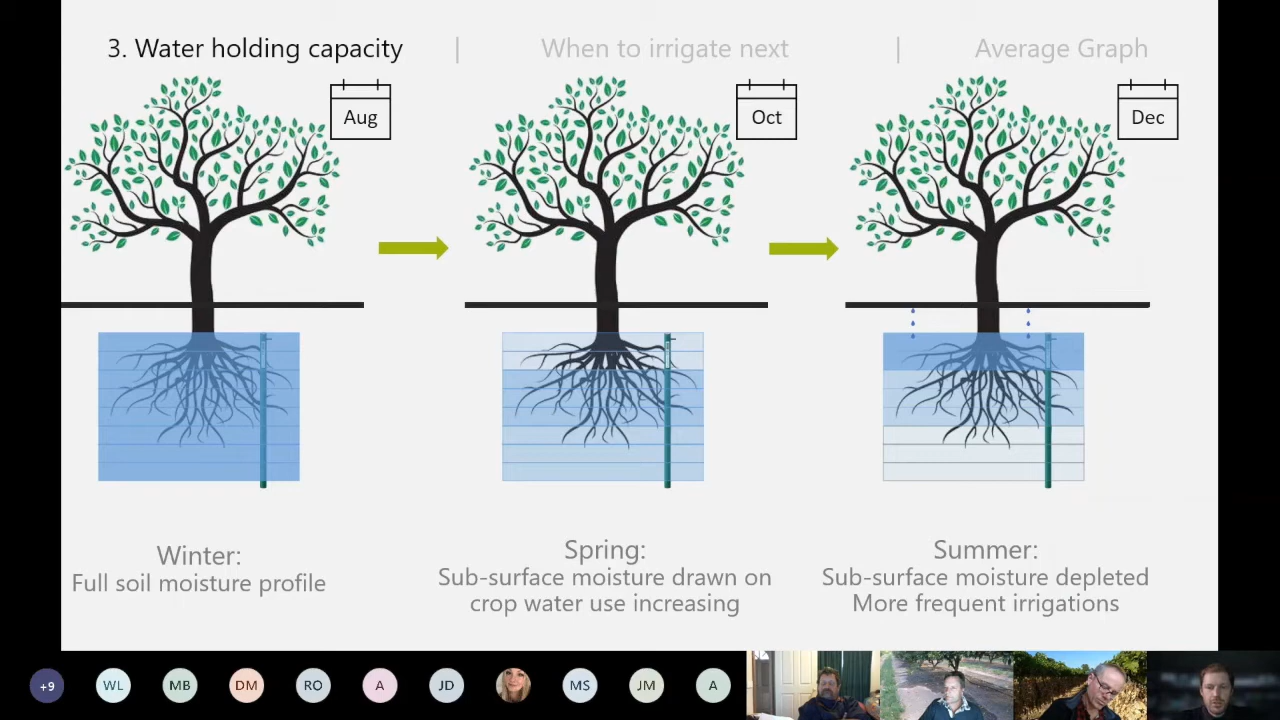 3. Water holding capacity | When to irrigate next | Average Graph
Aug
Oct
Dec
Winter:
Full soil moisture profile
Spring:
Sub-surface moisture drawn on
crop water use increasing
Summer:
Sub-surface moisture depleted
More frequent irrigations
+9
WL
MB
DM
RO
A
JD
MS
JM
A